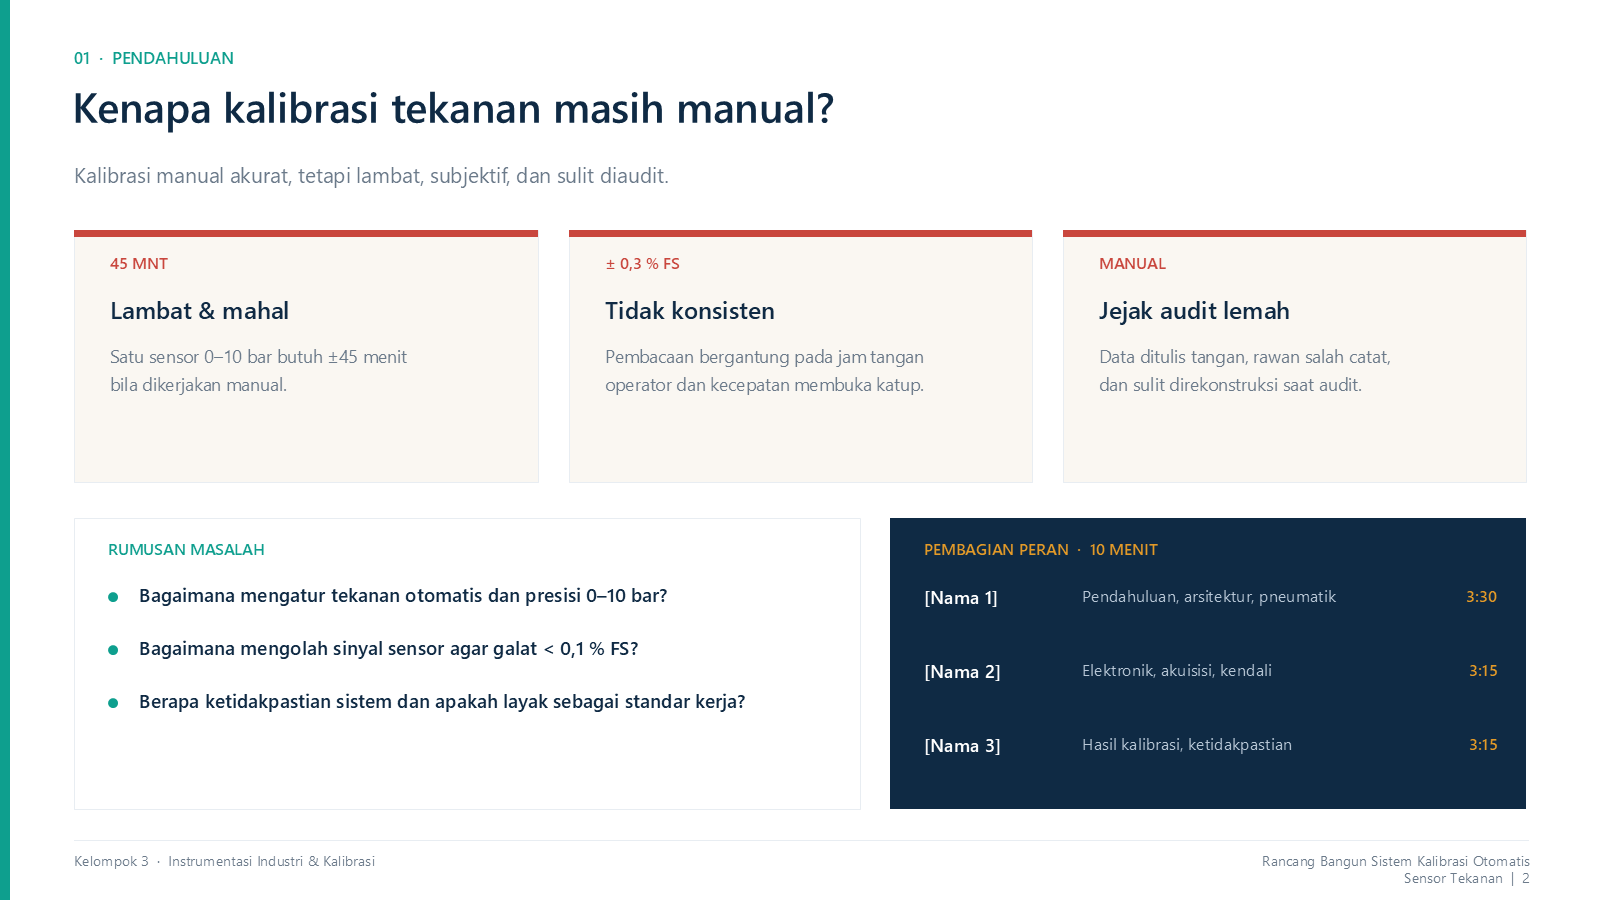 01 · PENDAHULUAN
Kenapa kalibrasi tekanan masih manual?
Kalibrasi manual akurat, tetapi lambat, subjektif, dan sulit diaudit.
45 MNT
Lambat & mahal
Satu sensor 0–10 bar butuh ±45 menit
bila dikerjakan manual.
± 0,3 % FS
Tidak konsisten
Pembacaan bergantung pada jam tangan
operator dan kecepatan membuka katup.
MANUAL
Jejak audit lemah
Data ditulis tangan, rawan salah catat,
dan sulit direkonstruksi saat audit.
RUMUSAN MASALAH
● Bagaimana mengatur tekanan otomatis dan presisi 0–10 bar?
● Bagaimana mengolah sinyal sensor agar galat < 0,1 % FS?
● Berapa ketidakpastian sistem dan apakah layak sebagai standar kerja?
PEMBAGIAN PERAN · 10 MENIT
[Nama 1] Pendahuluan, arsitektur, pneumatik 3:30
[Nama 2] Elektronik, akuisisi, kendali 3:15
[Nama 3] Hasil kalibrasi, ketidakpastian 3:15
Kelompok 3 · Instrumentasi Industri & Kalibrasi
Rancang Bangun Sistem Kalibrasi Otomatis
Sensor Tekanan | 2